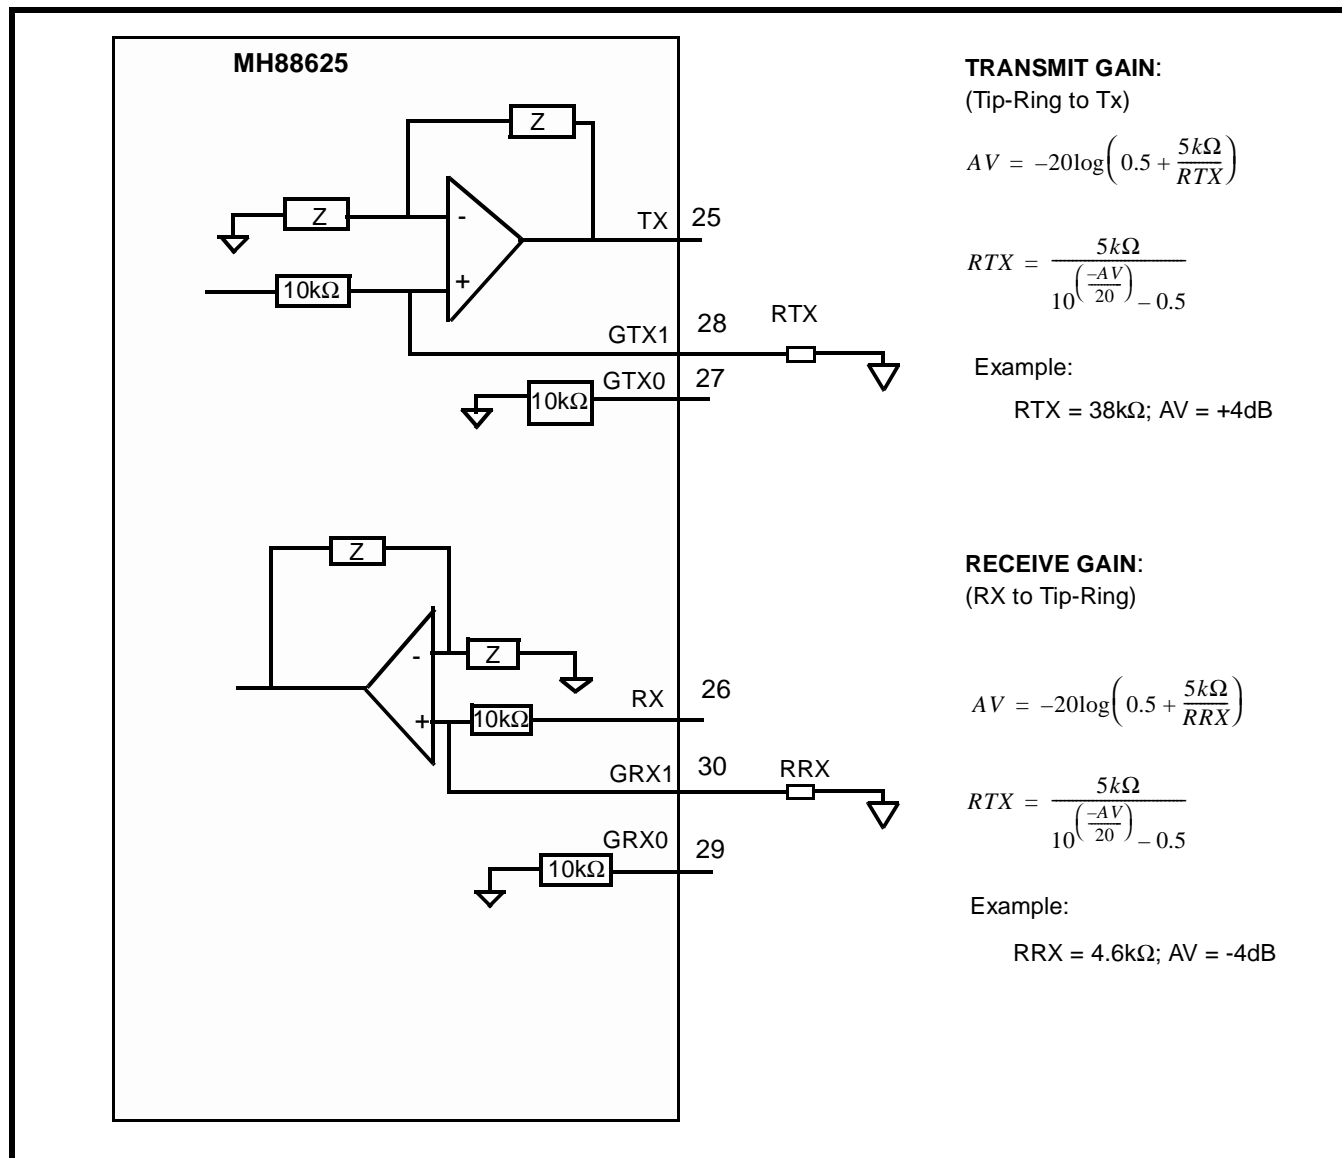 MH88625
Z
Z
-
+
10kΩ
TX 25
GTX1 28 RTX
GTX0 27
10kΩ
Z
-
Z
+
10kΩ
RX 26
GRX1 30 RRX
GRX0 29
10kΩ
TRANSMIT GAIN:
(Tip-Ring to Tx)
AV = –20log(0.5 + 5kΩ/RTX)
RTX = 5kΩ/(10^(–AV/20) – 0.5)
Example:
RTX = 38kΩ; AV = +4dB
RECEIVE GAIN:
(RX to Tip-Ring)
AV = –20log(0.5 + 5kΩ/RRX)
RTX = 5kΩ/(10^(–AV/20) – 0.5)
Example:
RRX = 4.6kΩ; AV = -4dB